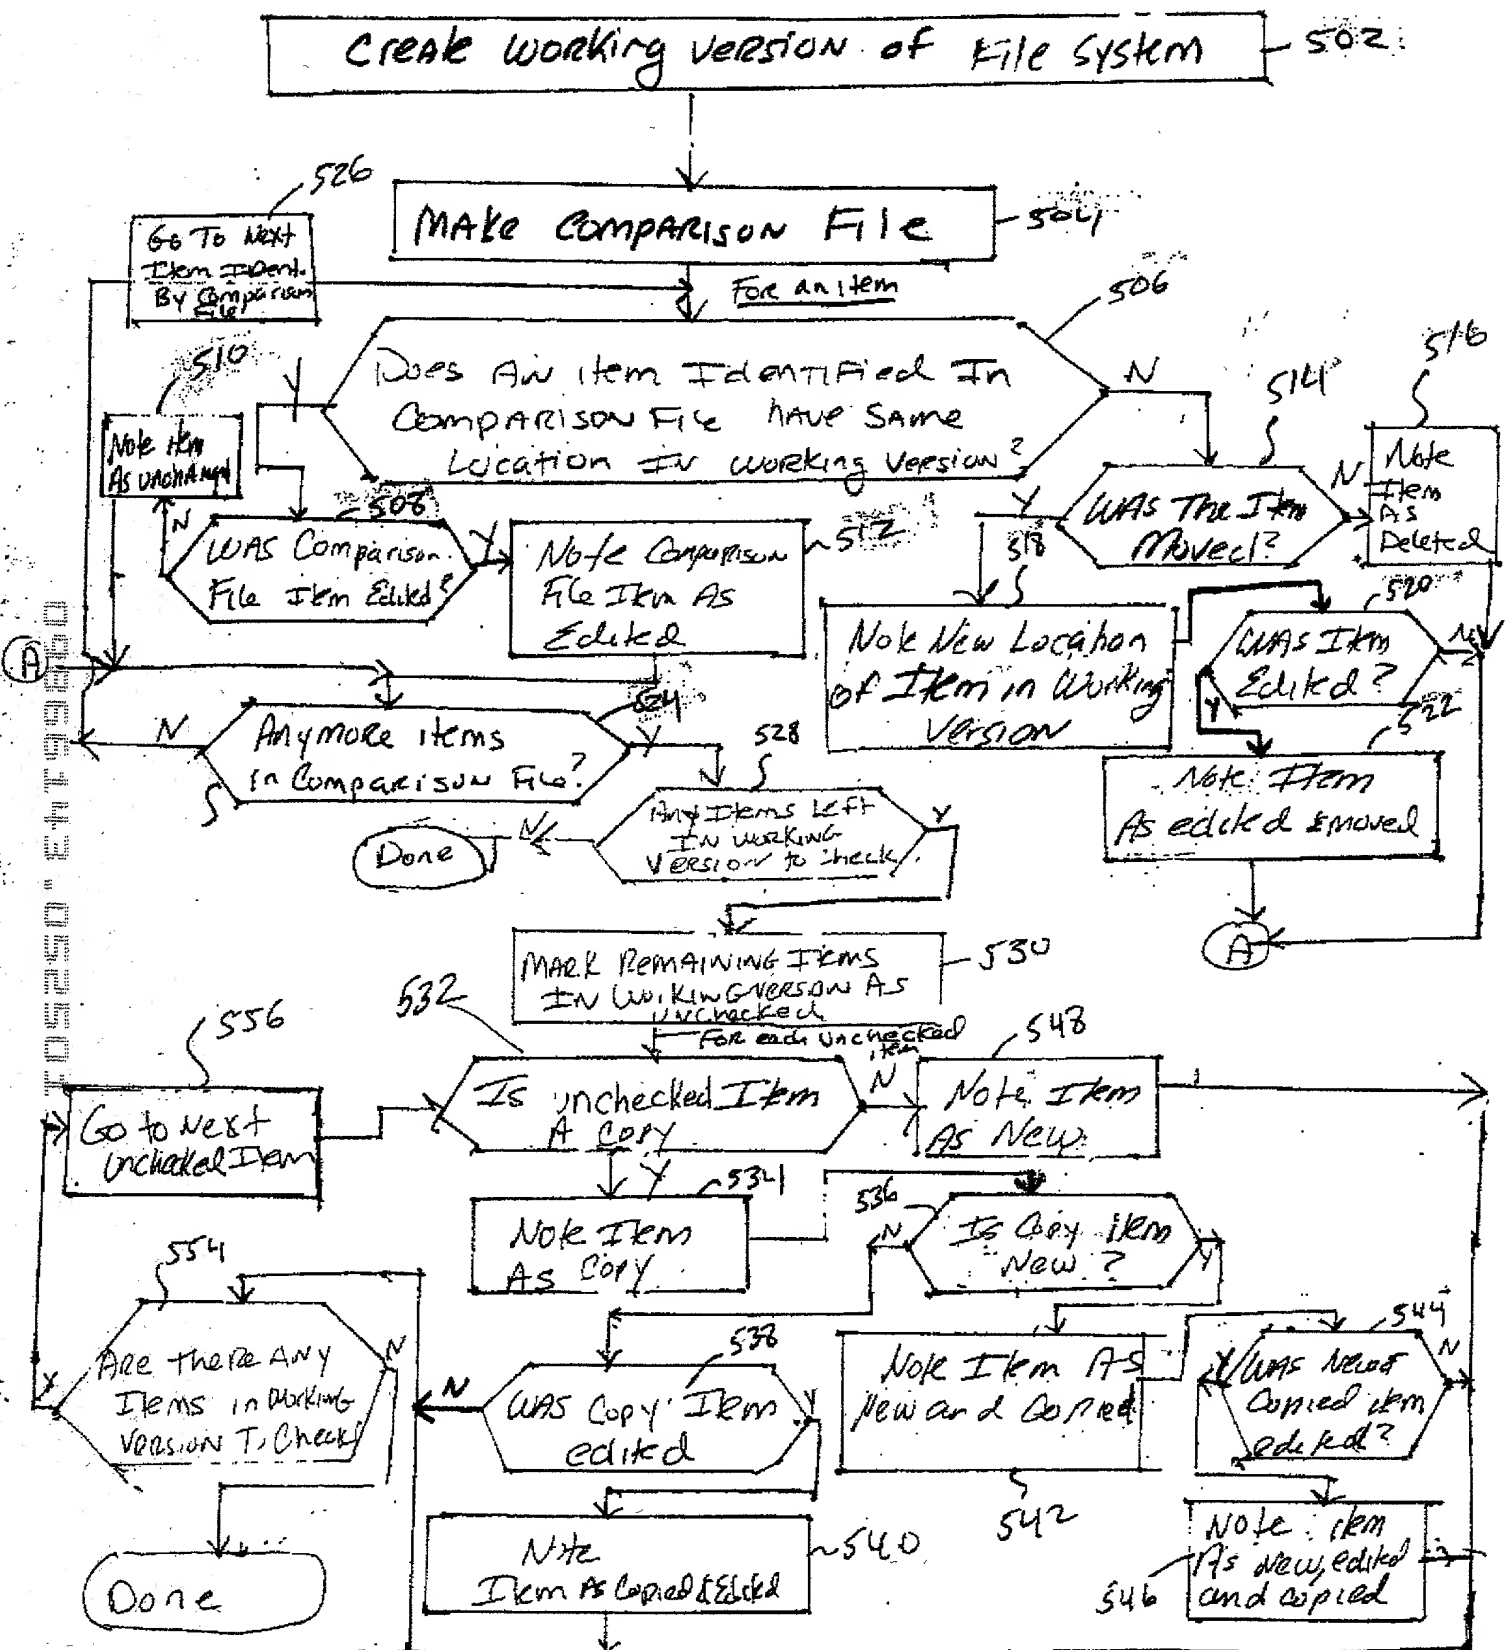 Create Working Version of File System
502
526
Make Comparison File
504
Go To Next
Item Ident.
By Comparison
File
For an item
506
Does An item Identified In
Comparison File have same
Location In Working Version?
Y
N
510
Note item
As unchanged
514
516
Note
Item
As
Deleted
Was The Item
Moved?
Y
N
508
Was Comparison
File Item Edited?
N
Y
512
Note Comparison
File Item As
Edited
518
Note New Location
of Item in Working
Version
520
Was Item
Edited?
N
Y
522
Note Item
As edited & moved
A
A
524
Anymore items
in Comparison File?
N
Y
528
Any Items Left
In Working
Version to check
N
Y
Done
530
Mark Remaining Items
In Working Verson As
unchecked
For each Unchecked
item
532
Is unchecked Item
A Copy
N
Y
548
Note Item
As New
556
Go to Next
unchecked Item
534
Note Item
As Copy
536
Is Copy item
New?
N
Y
554
Are there Any
Items in Working
Version To Check
N
Y
538
Was Copy Item
edited
N
Y
Note Item As
New and Copied
542
544
Was New &
Copied item
edited?
Y
N
Done
540
Note
Item As Copied & Edited
Note item
As New, edited
and copied
546